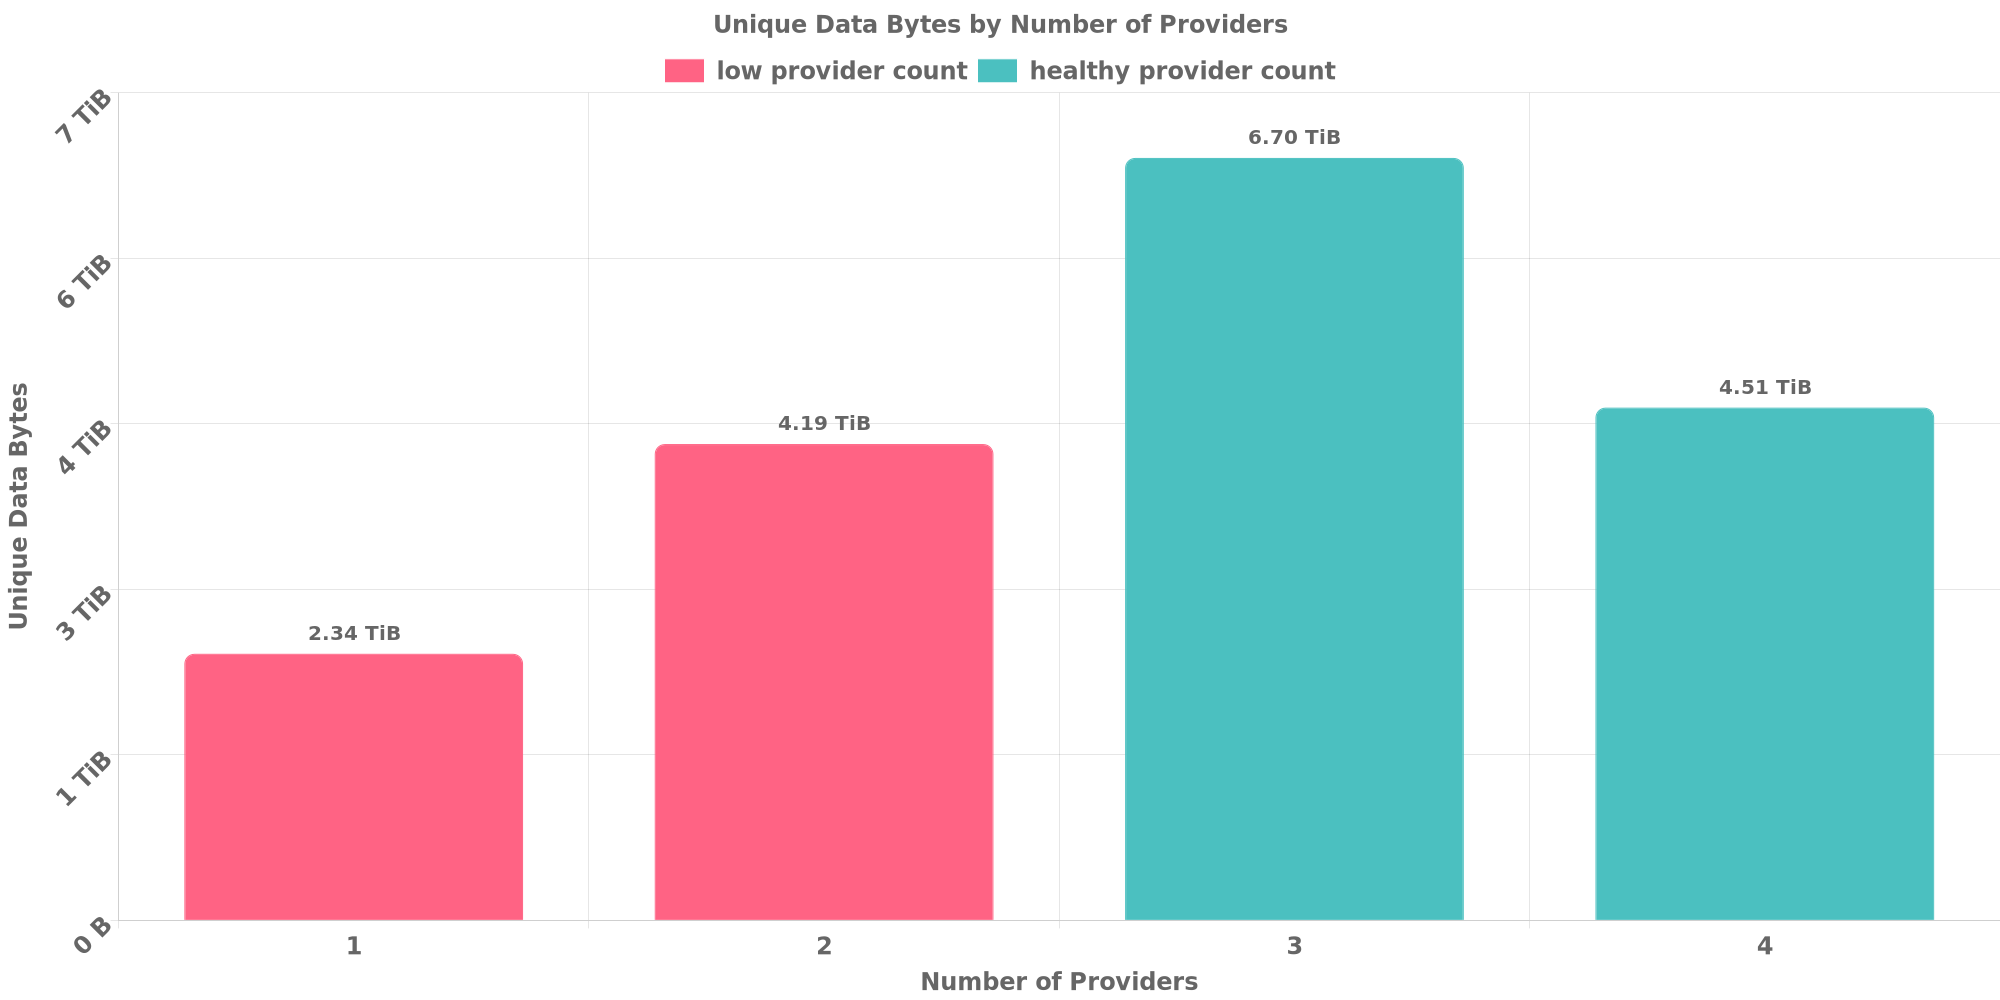 Unique Data Bytes by Number of Providers
low provider count healthy provider count
7 TiB
6 TiB
4 TiB
3 TiB
1 TiB
0 B
Unique Data Bytes
2.34 TiB
4.19 TiB
6.70 TiB
4.51 TiB
1 2 3 4
Number of Providers